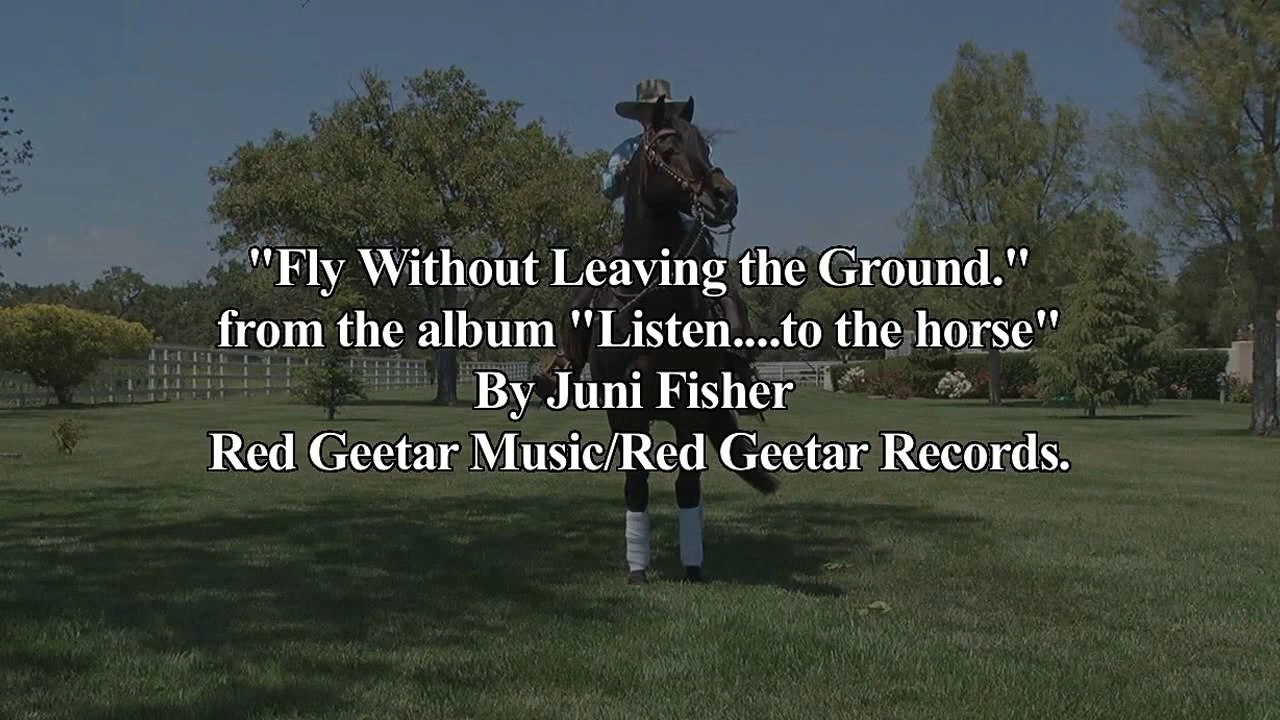 "Fly Without Leaving the Ground."
from the album "Listen....to the horse"
By Juni Fisher
Red Geetar Music/Red Geetar Records.